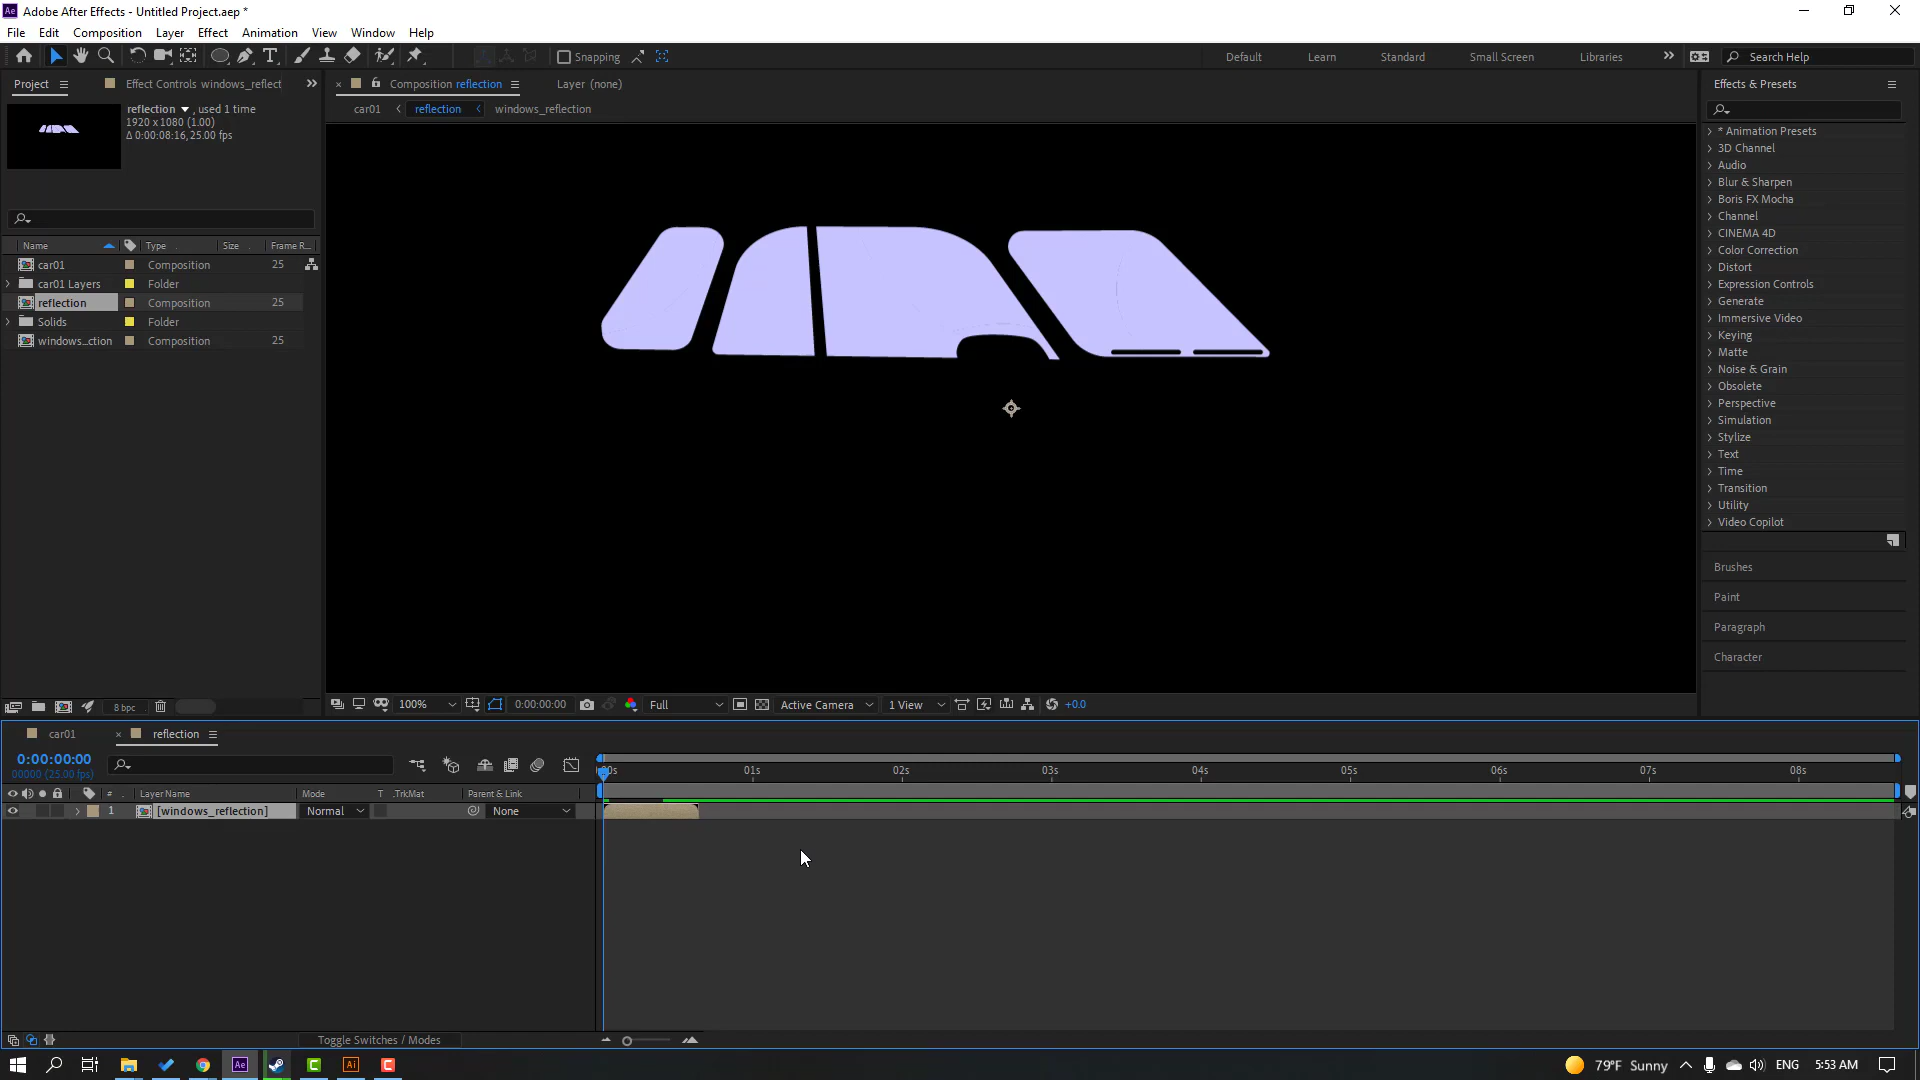 Adobe After Effects - Untitled Project.aep *
File Edit Composition Layer Effect Animation View Window Help
Snapping
Default Learn Standard Small Screen Libraries
Search Help
Project
Effect Controls windows_reflect
Composition reflection
Layer (none)
car01 reflection windows_reflection
reflection , used 1 time
1920 x 1080 (1.00)
Δ 0:00:08:16, 25.00 fps
Name Type Size Frame R...
car01 Composition 25
car01 Layers Folder
reflection Composition 25
Solids Folder
windows_ction Composition 25
8 bpc
100% 0:00:00:00 Full Active Camera 1 View +0.0
Effects & Presets
* Animation Presets
3D Channel
Audio
Blur & Sharpen
Boris FX Mocha
Channel
CINEMA 4D
Color Correction
Distort
Expression Controls
Generate
Immersive Video
Keying
Matte
Noise & Grain
Obsolete
Perspective
Simulation
Stylize
Text
Time
Transition
Utility
Video Copilot
Brushes
Paint
Paragraph
Character
car01 reflection
0:00:00:00
00000 (25.00 fps)
:00s 01s 02s 03s 04s 05s 06s 07s 08s
# Layer Name Mode T .TrkMat Parent & Link
1 [windows_reflection] Normal None
Toggle Switches / Modes
79°F Sunny ENG 5:53 AM